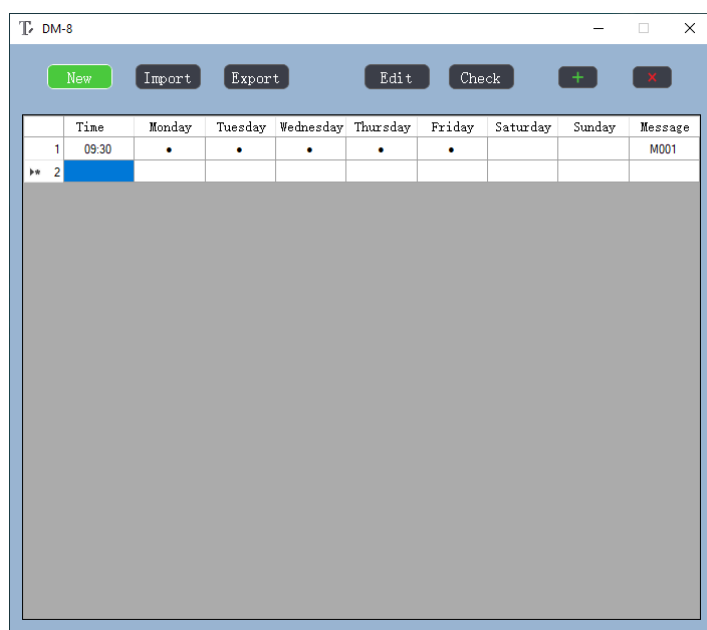 DM-8
New Import Export Edit Check
Time Monday Tuesday Wednesday Thursday Friday Saturday Sunday Message
1 09:30 • • • • • M001
2